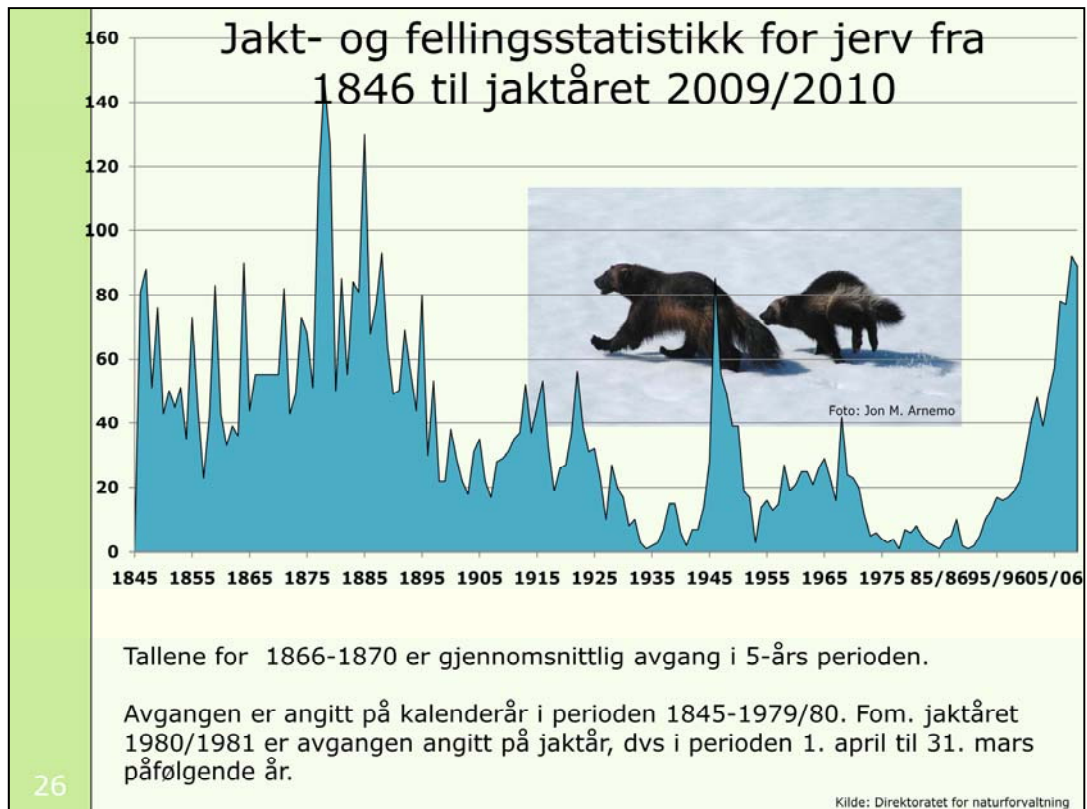 Jakt- og fellingsstatistikk for jerv fra
1846 til jaktåret 2009/2010
160
140
120
100
80
60
40
20
0
Foto: Jon M. Arnemo
1845 1855 1865 1875 1885 1895 1905 1915 1925 1935 1945 1955 1965 1975 85/86 95/96 05/06
Tallene for  1866-1870 er gjennomsnittlig avgang i 5-års perioden.
Avgangen er angitt på kalenderår i perioden 1845-1979/80. Fom. jaktåret
1980/1981 er avgangen angitt på jaktår, dvs i perioden 1. april til 31. mars
påfølgende år.
26
Kilde: Direktoratet for naturforvaltning